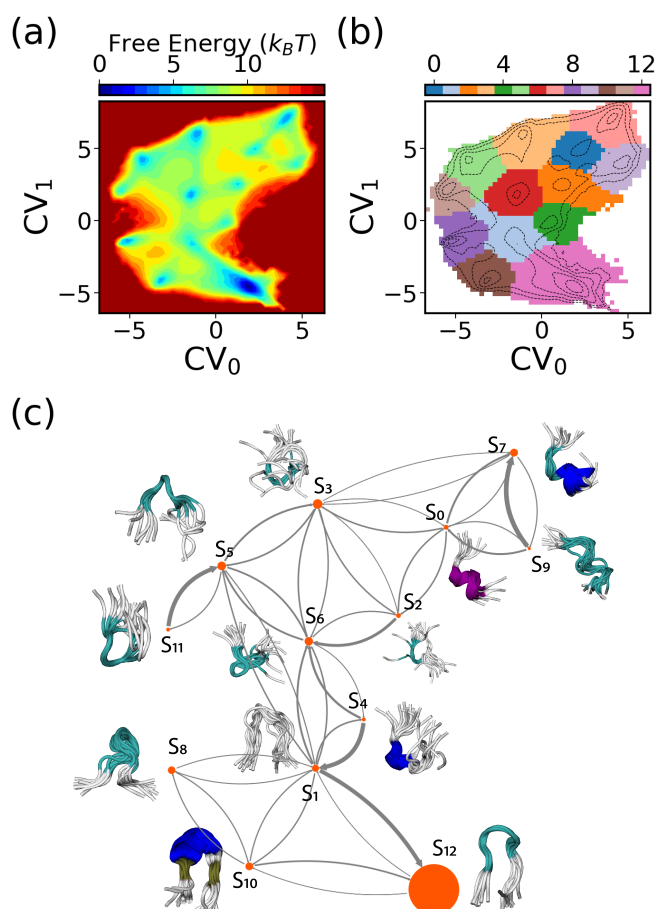 (a)
Free Energy (k_BT)
0 5 10
5
0
−5
CV₁
−5 0 5
CV₀
(b)
0 4 8 12
5
0
−5
CV₁
−5 0 5
CV₀
(c)
S₇
S₃
S₀
S₅
S₉
S₂
S₆
S₁₁
S₄
S₈
S₁
S₁₂
S₁₀